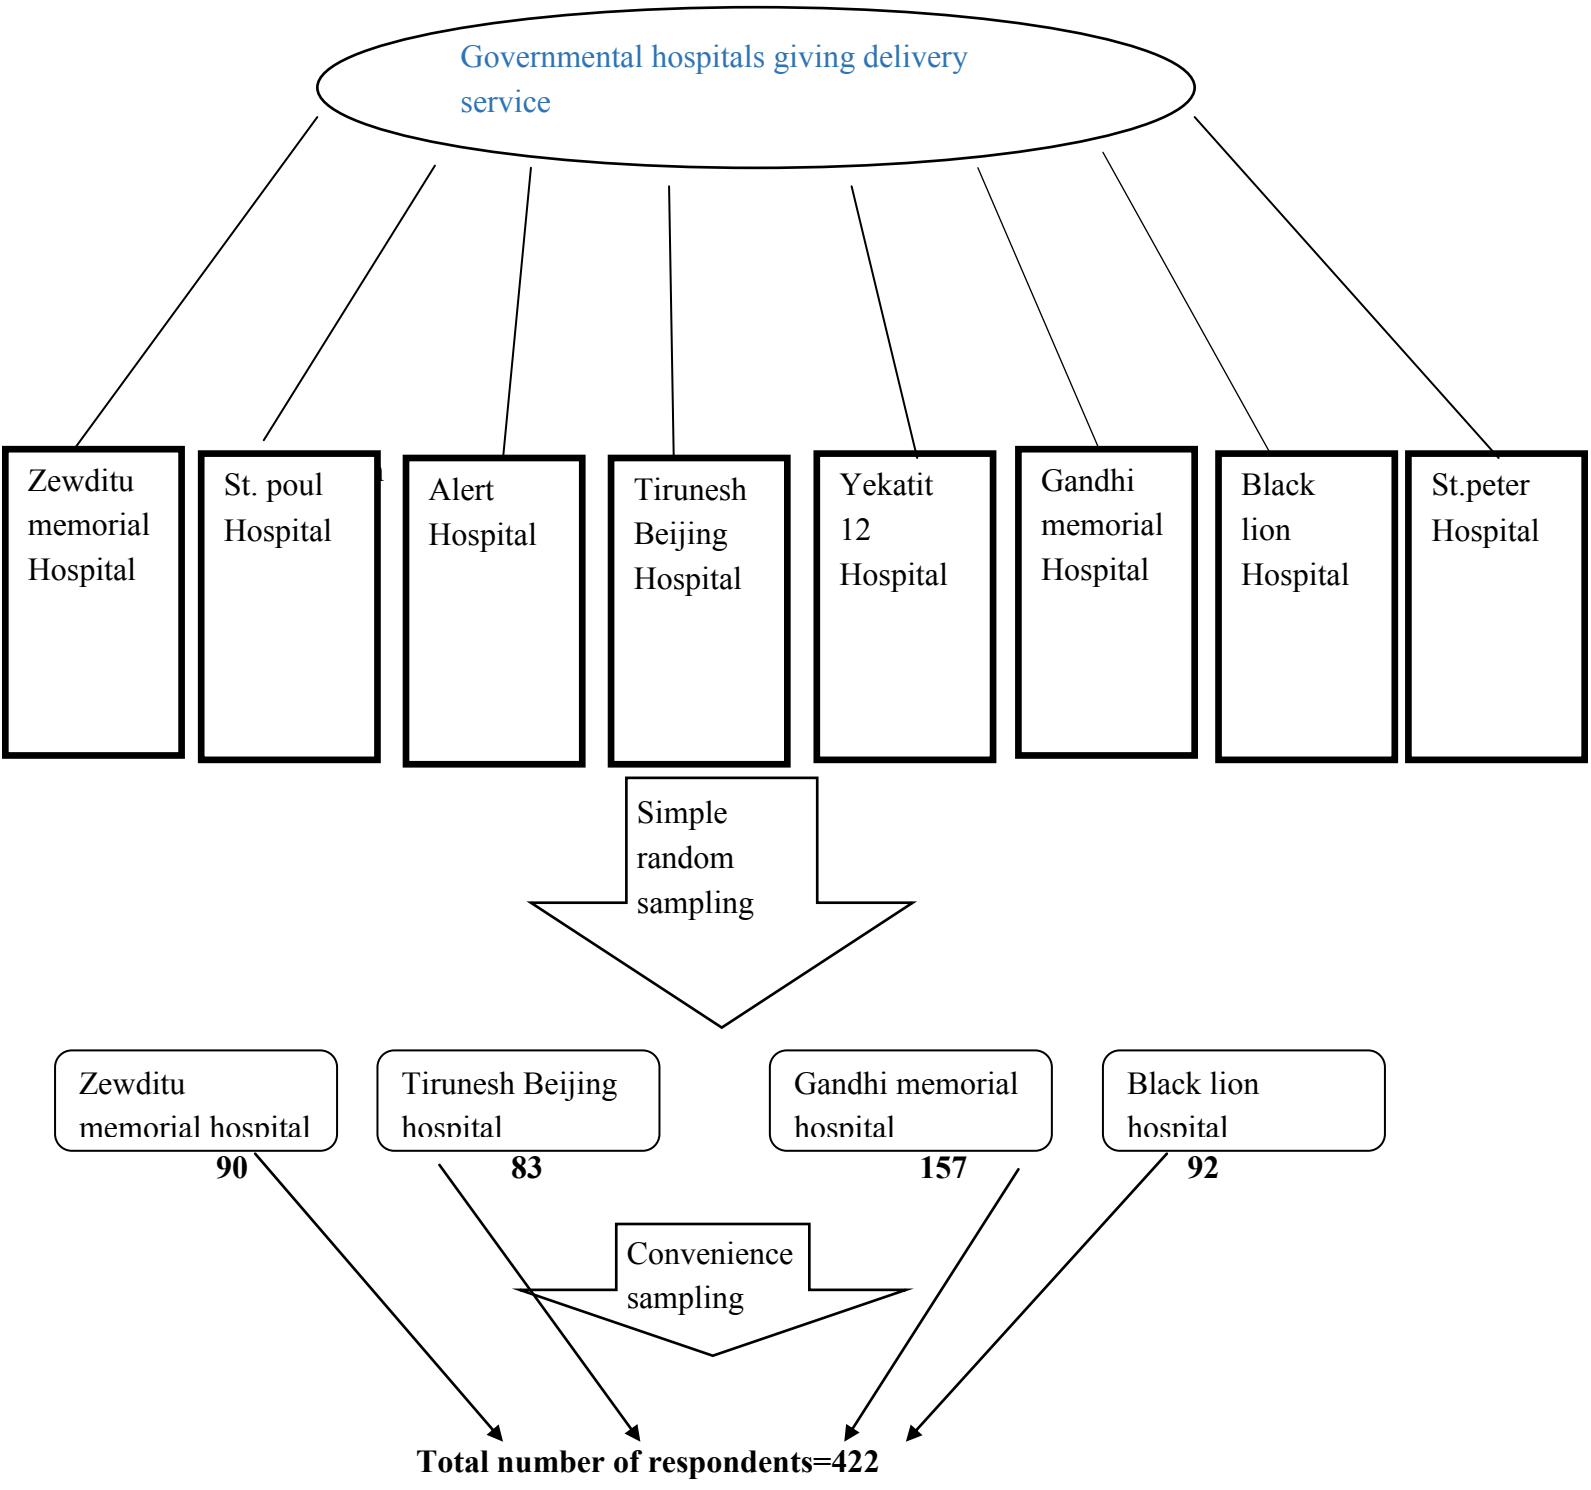 Governmental hospitals giving delivery
service
Zewditu
memorial
Hospital
St. poul
Hospital
Alert
Hospital
Tirunesh
Beijing
Hospital
Yekatit
12
Hospital
Gandhi
memorial
Hospital
Black
lion
Hospital
St.peter
Hospital
Simple
random
sampling
Zewditu
memorial hospital
Tirunesh Beijing
hospital
Gandhi memorial
hospital
Black lion
hospital
90
83
157
92
Convenience
sampling
Total number of respondents=422